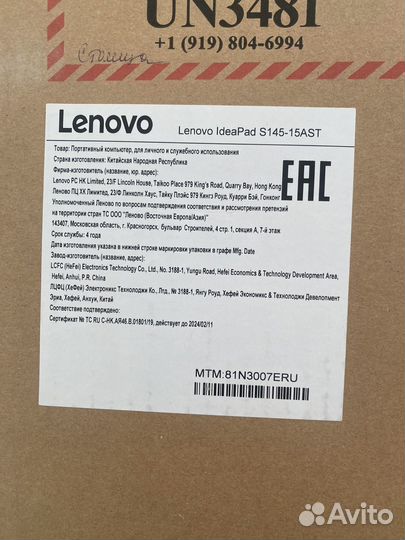 UN3481
+1 (919) 804-6994
Столица
Lenovo
Lenovo IdeaPad S145-15AST
Товар: Портативный компьютер, для личного и служебного использования
Страна изготовления: Китайская Народная Республика
Фирма-изготовитель (название, юр. адрес):
Lenovo PC HK Limited, 23/F Lincoln House, Taikoo Place 979 King's Road, Quarry Bay, Hong Kong
Леново ПЦ ХК Лимитед, 23/Ф Линколн Хаус, Тайку Плэйс 979 Кингз Роуд, Куарри Бэй, Гонконг
Уполномоченный Леново по вопросам подтверждения соответствия и рассмотрения претензий
на территории стран ТС ООО "Леново (Восточная Европа/Азия)"
143407, Московская область, г. Красногорск, бульвар Строителей, 4 стр. 1, секция А, 7-й этаж
Срок службы: 4 года
Дата изготовления указана в нижней строке маркировки упаковки в графе Mfg. Date
Завод-изготовитель (название, юр. адрес):
LCFC (HeFei) Electronics Technology Co., Ltd., No. 3188-1, Yungu Road, Hefei Economics & Technology Development Area,
Hefei, Anhui, P.R. China
ЛЦФЦ (ХеФей) Электроникс Технолоджи Ко., Лтд., № 3188-1, Янгу Роуд, Хефей Экономикс & Технолоджи Девелопмент
Эриа, Хефей, Анхуи, Китай
Соответствие подтверждено:
Сертификат № ТС RU C-HK.АЯ46.В.01801/19, действует до 2024/02/11
EAC
MTM:81N3007ERU
Avito